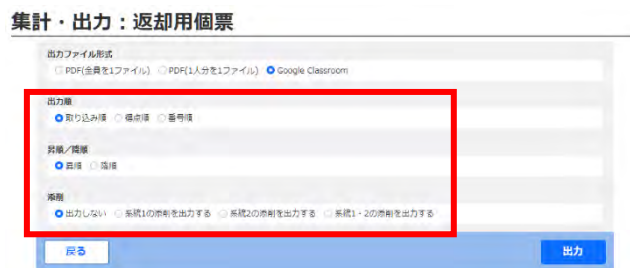 集計・出力：返却用個票
出力ファイル形式
PDF(全員を1ファイル) PDF(1人分を1ファイル) Google Classroom
出力順
取り込み順 得点順 番号順
昇順／降順
昇順 降順
添削
出力しない 系統1の添削を出力する 系統2の添削を出力する 系統1・2の添削を出力する
戻る 出力